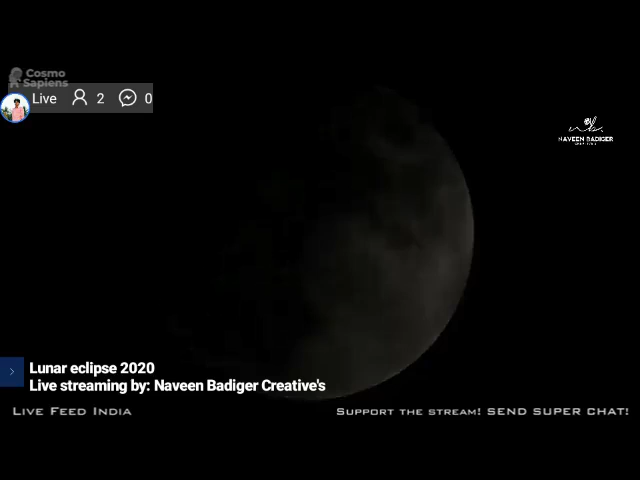 Cosmo
Sapiens
Live 2 0
NAVEEN BADIGER
Lunar eclipse 2020
Live streaming by: Naveen Badiger Creative's
LIVE FEED INDIA
SUPPORT THE STREAM! SEND SUPER CHAT!